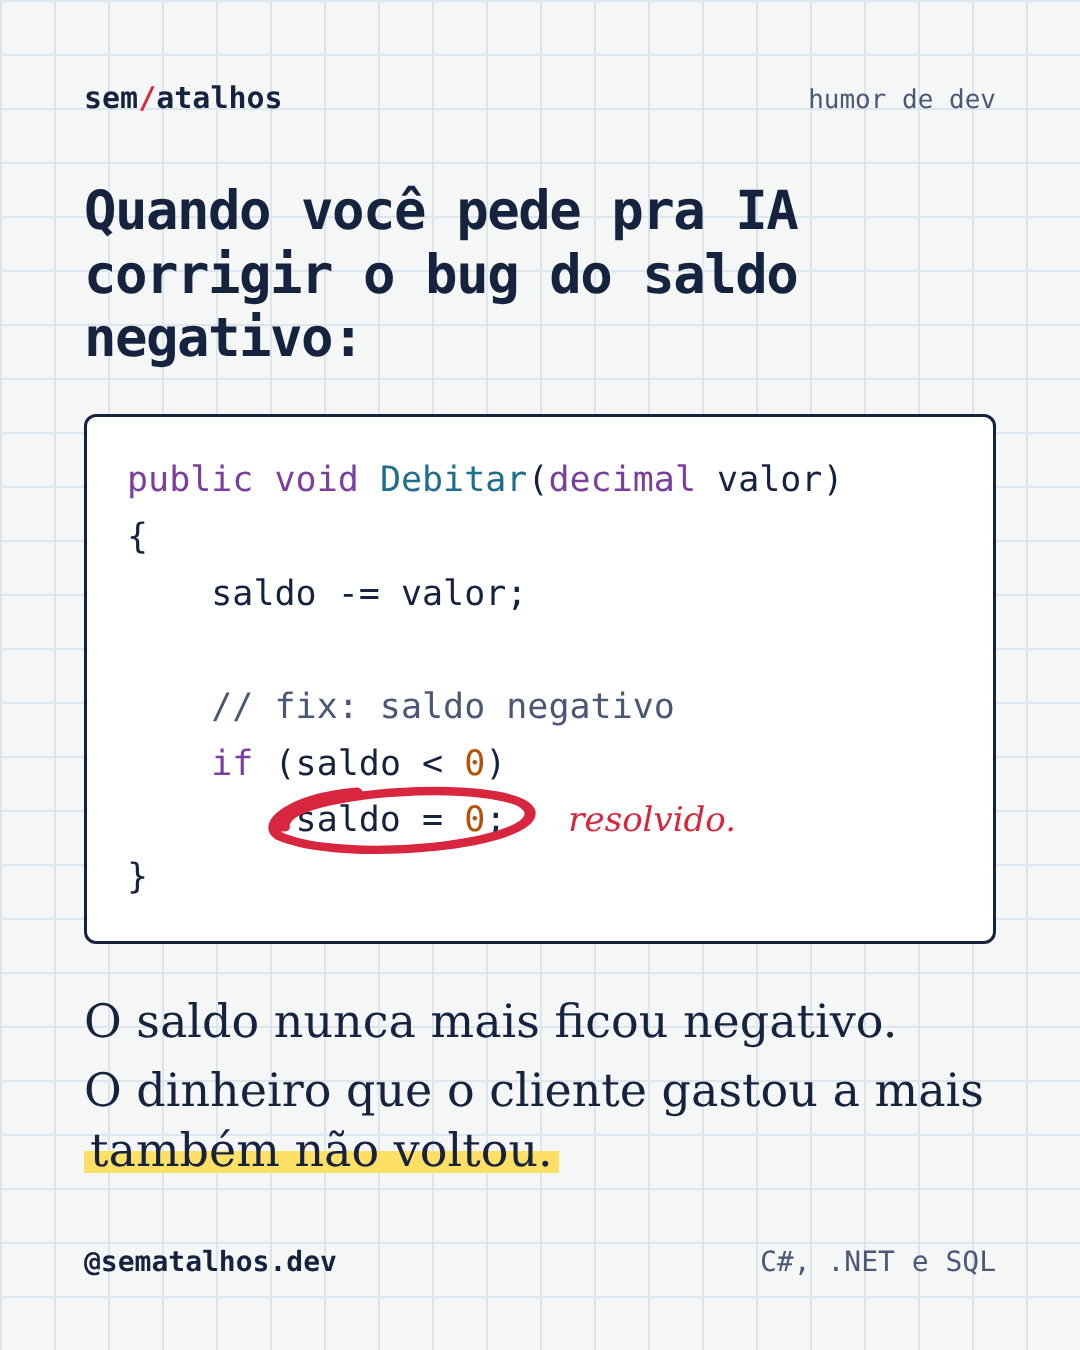 sem/atalhos
humor de dev
Quando você pede pra IA
corrigir o bug do saldo
negativo:
public void Debitar(decimal valor)
{
    saldo -= valor;
    // fix: saldo negativo
    if (saldo < 0)
        saldo = 0; resolvido.
}
O saldo nunca mais ficou negativo.
O dinheiro que o cliente gastou a mais
também não voltou.
@sematalhos.dev
C#, .NET e SQL